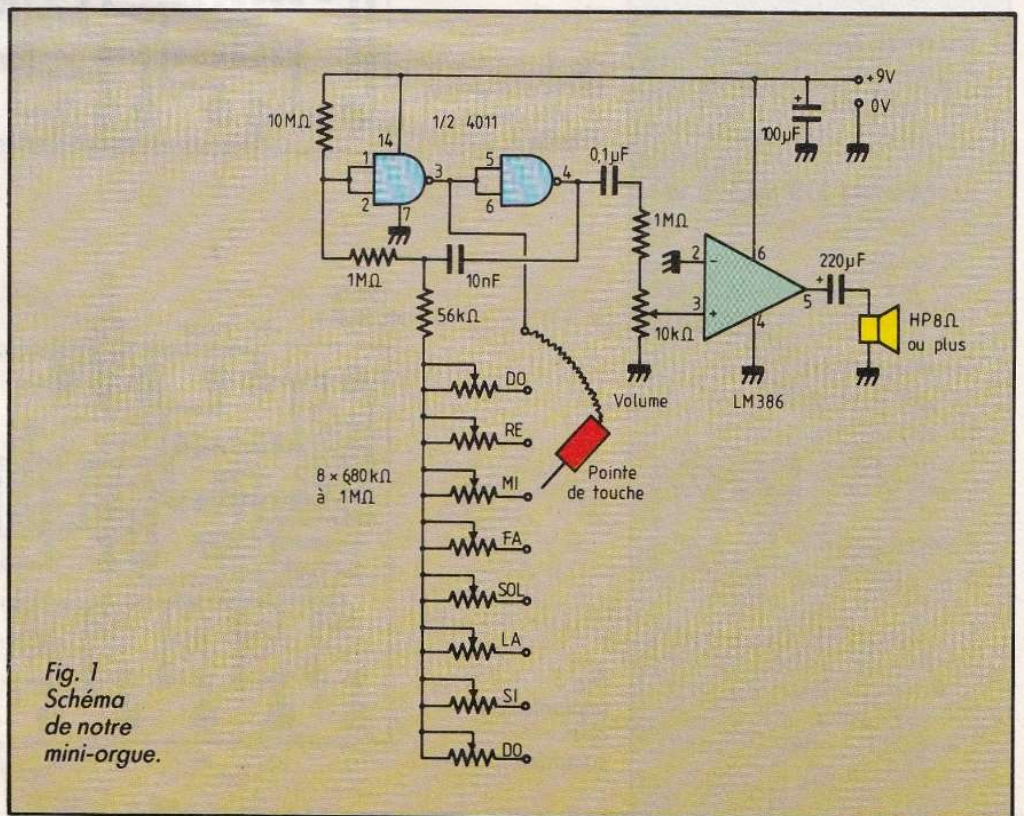 +9V
0V
100µF
+
10MΩ
14
1/2 4011
1
2
3
7
5
6
4
0,1µF
1MΩ
1MΩ
10nF
56kΩ
2
-
3
+
6
4
5
10kΩ
Volume
LM386
220µF
+
HP8Ω
ou plus
DO
RE
8 x 680kΩ
à 1MΩ
MI
Pointe
de touche
FA
SOL
LA
SI
DO
Fig. 1
Schéma
de notre
mini-orgue.